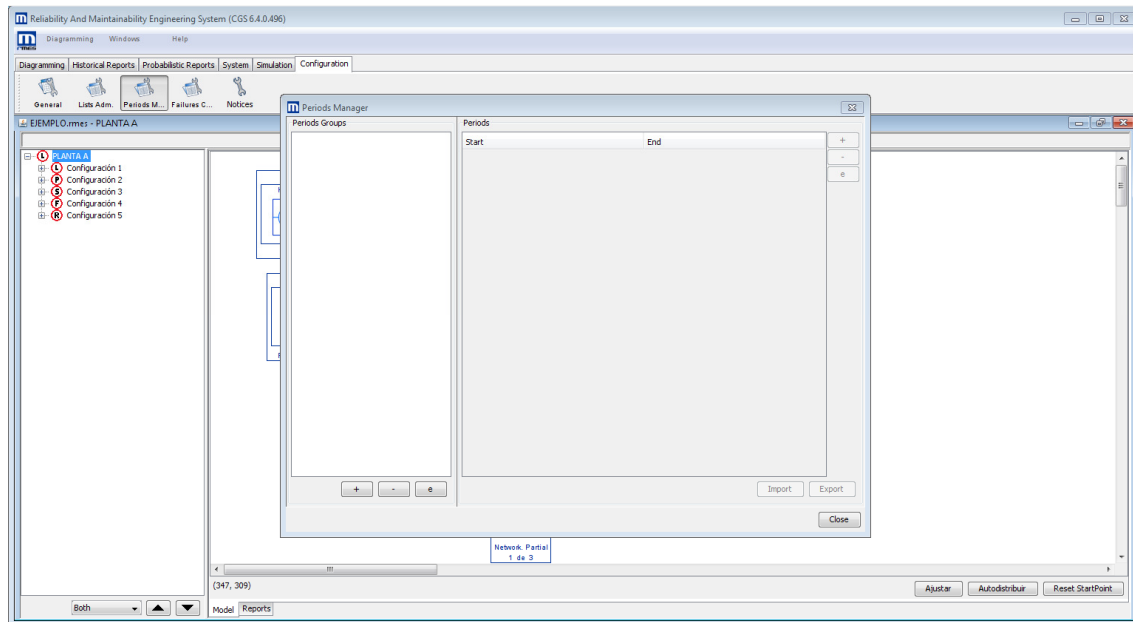 Reliability And Maintainability Engineering System (CGS 6.4.0.496)
Diagramming Windows Help
Diagramming Historical Reports Probabilistic Reports System Simulation Configuration
General Lists Adm. Periods M... Failures C... Notices
EJEMPLO.rmes - PLANTA A
PLANTA A
L Configuración 1
P Configuración 2
S Configuración 3
F Configuración 4
R Configuración 5
Periods Manager
Periods Groups Periods
Start End
+
-
e
+ - e
Import Export
Close
Network. Partial
1 de 3
(347, 309)
Ajustar Autodistribuir Reset StartPoint
Both
Model Reports